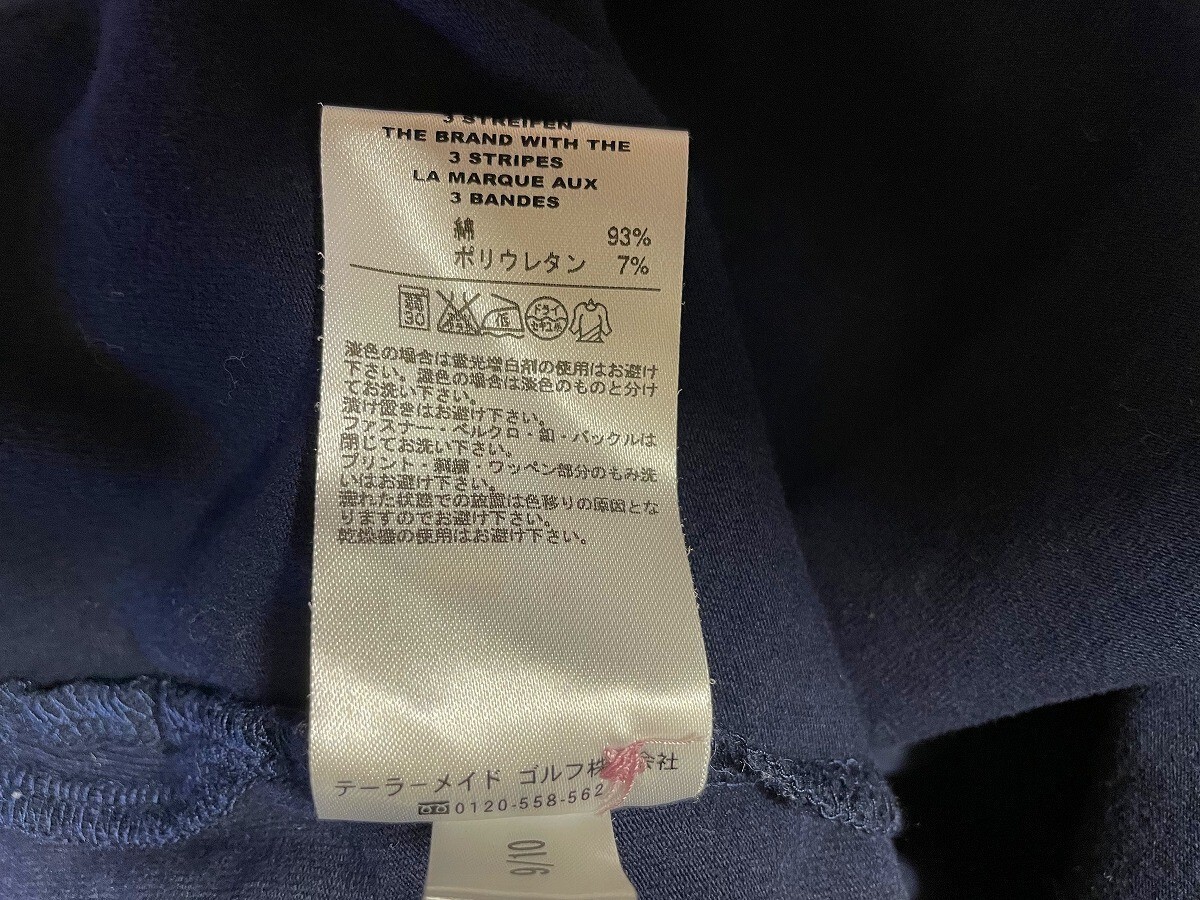 3 STREIFEN
THE BRAND WITH THE
3 STRIPES
LA MARQUE AUX
3 BANDES
綿 93%
ポリウレタン 7%
30 低 ドライ
淡色の場合は蛍光増白剤の使用はお避け
下さい。濃色の場合は淡色のものと分け
てお洗い下さい。
漬け置きはお避け下さい。
ファスナー・ベルクロ・釦・バックルは
閉じてお洗い下さい。
プリント・刺繍・ワッペン部分のもみ洗
いはお避け下さい。
濡れた状態での放置は色移りの原因とな
りますのでお避け下さい。
乾燥機の使用はお避け下さい。
テーラーメイド ゴルフ株 会社
0120-558-562
9/10